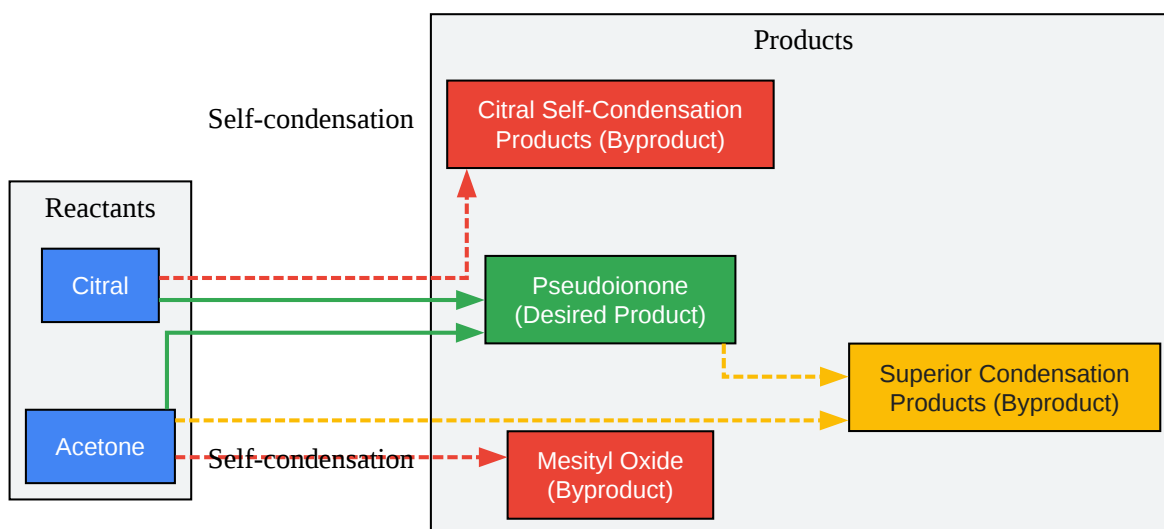 Products
Self-condensation
Citral Self-Condensation
Products (Byproduct)
Reactants
Citral
Pseudoionone
(Desired Product)
Superior Condensation
Products (Byproduct)
Acetone
Self-condensation
Mesityl Oxide
(Byproduct)